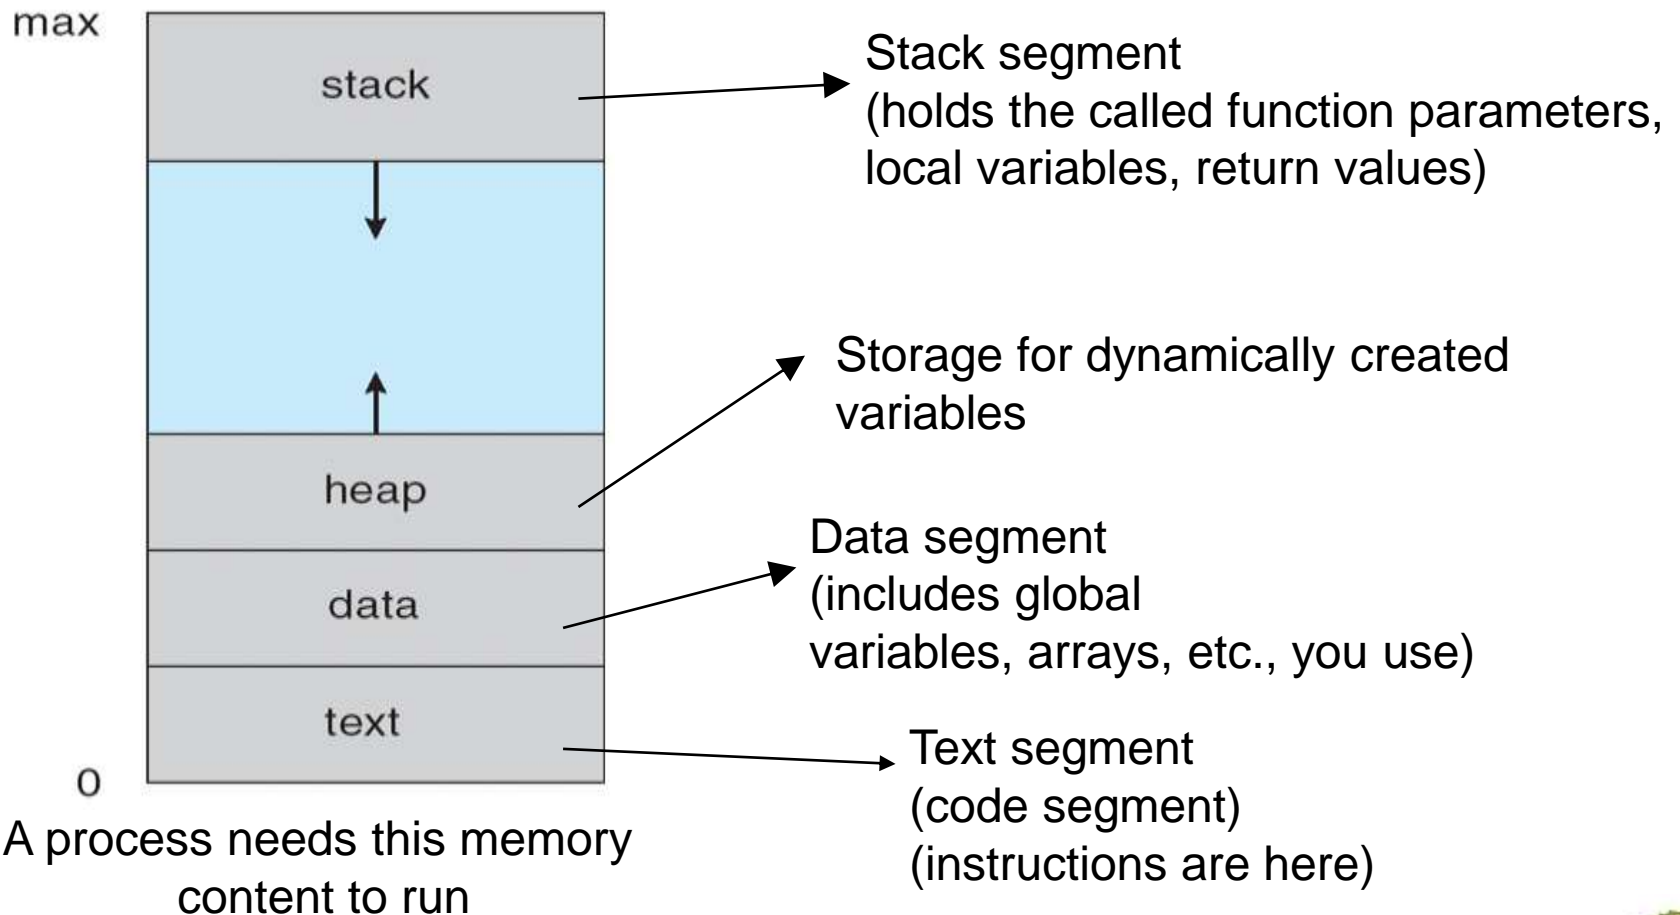 max
stack
Stack segment
(holds the called function parameters,
local variables, return values)
Storage for dynamically created
variables
heap
Data segment
(includes global
variables, arrays, etc., you use)
data
text
Text segment
(code segment)
(instructions are here)
0
A process needs this memory
content to run